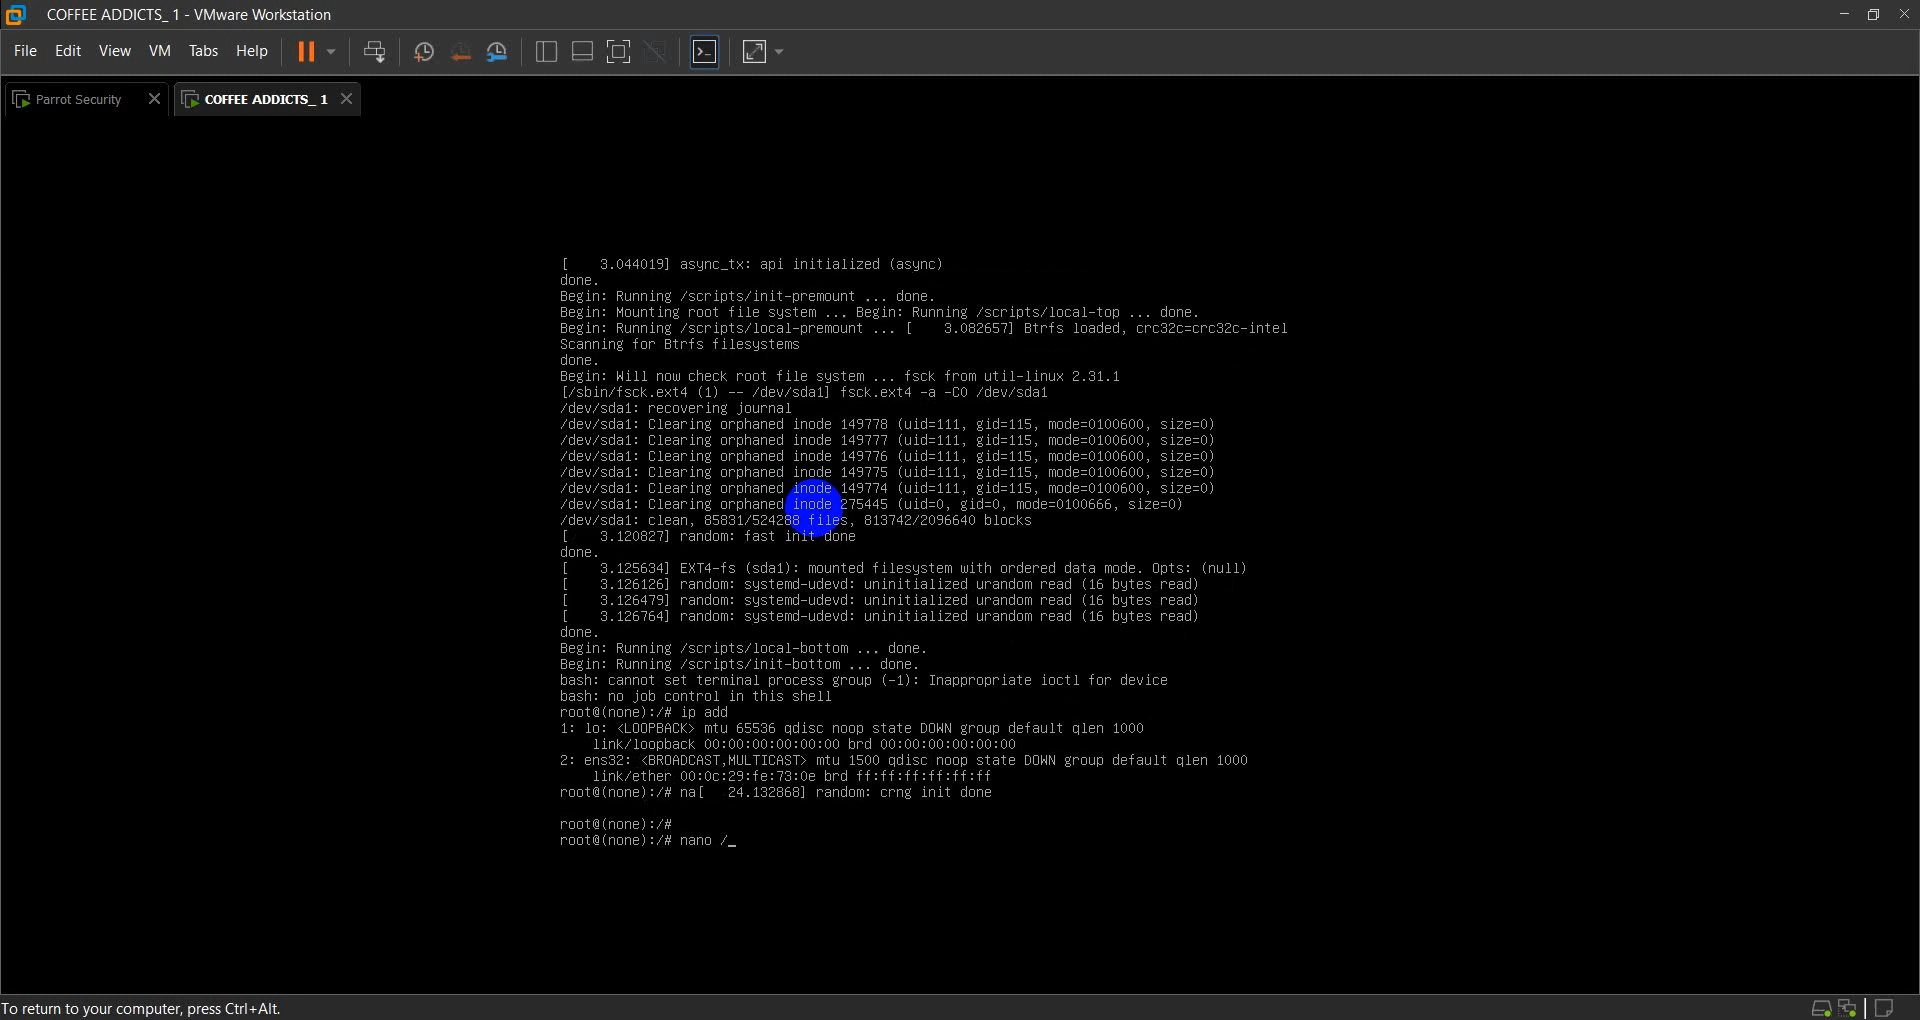 COFFEE ADDICTS_ 1 - VMware Workstation
File Edit View VM Tabs Help
Parrot Security
COFFEE ADDICTS_ 1
[    3.044019] async_tx: api initialized (async)
done.
Begin: Running /scripts/init-premount ... done.
Begin: Mounting root file system ... Begin: Running /scripts/local-top ... done.
Begin: Running /scripts/local-premount ... [    3.082657] Btrfs loaded, crc32c=crc32c-intel
Scanning for Btrfs filesystems
done.
Begin: Will now check root file system ... fsck from util-linux 2.31.1
[/sbin/fsck.ext4 (1) -- /dev/sda1] fsck.ext4 -a -C0 /dev/sda1
/dev/sda1: recovering journal
/dev/sda1: Clearing orphaned inode 149778 (uid=111, gid=115, mode=0100600, size=0)
/dev/sda1: Clearing orphaned inode 149777 (uid=111, gid=115, mode=0100600, size=0)
/dev/sda1: Clearing orphaned inode 149776 (uid=111, gid=115, mode=0100600, size=0)
/dev/sda1: Clearing orphaned inode 149775 (uid=111, gid=115, mode=0100600, size=0)
/dev/sda1: Clearing orphaned inode 149774 (uid=111, gid=115, mode=0100600, size=0)
/dev/sda1: Clearing orphaned inode 275445 (uid=0, gid=0, mode=0100666, size=0)
/dev/sda1: clean, 85831/524288 files, 813742/2096640 blocks
[    3.120827] random: fast init done
done.
[    3.125634] EXT4-fs (sda1): mounted filesystem with ordered data mode. Opts: (null)
[    3.126126] random: systemd-udevd: uninitialized urandom read (16 bytes read)
[    3.126479] random: systemd-udevd: uninitialized urandom read (16 bytes read)
[    3.126764] random: systemd-udevd: uninitialized urandom read (16 bytes read)
done.
Begin: Running /scripts/local-bottom ... done.
Begin: Running /scripts/init-bottom ... done.
bash: cannot set terminal process group (-1): Inappropriate ioctl for device
bash: no job control in this shell
root@(none):/# ip add
1: lo: <LOOPBACK> mtu 65536 qdisc noop state DOWN group default qlen 1000
    link/loopback 00:00:00:00:00:00 brd 00:00:00:00:00:00
2: ens32: <BROADCAST,MULTICAST> mtu 1500 qdisc noop state DOWN group default qlen 1000
    link/ether 00:0c:29:fe:73:0e brd ff:ff:ff:ff:ff:ff
root@(none):/# na[   24.132868] random: crng init done
root@(none):/#
root@(none):/# nano /_
To return to your computer, press Ctrl+Alt.